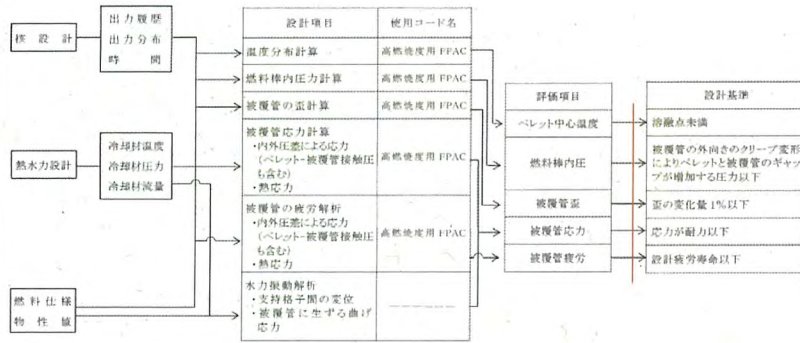 核設計
出力履歴
出力分布
時間
熱水力設計
冷却材温度
冷却材圧力
冷却材流量
燃料仕様
物性値
設計項目
使用コード名
温度分布計算
高燃焼度用 FPAC
燃料棒内圧力計算
高燃焼度用 FPAC
被覆管の歪計算
高燃焼度用 FPAC
被覆管応力計算
・内外圧差による応力
(ペレット-被覆管接触圧
も含む)
・熱応力
高燃焼度用 FPAC
被覆管の疲労解析
・内外圧差による応力
(ペレット-被覆管接触圧
も含む)
・熱応力
高燃焼度用 FPAC
水力振動解析
・支持格子間の変位
・被覆管に生ずる曲げ
応力
評価項目
ペレット中心温度
燃料棒内圧
被覆管歪
被覆管応力
被覆管疲労
設計基準
溶融点未満
被覆管の外向きのクリープ変形
によりペレットと被覆管のギャッ
プが増加する圧力以下
歪の変化量1%以下
応力が耐力以下
設計疲労寿命以下